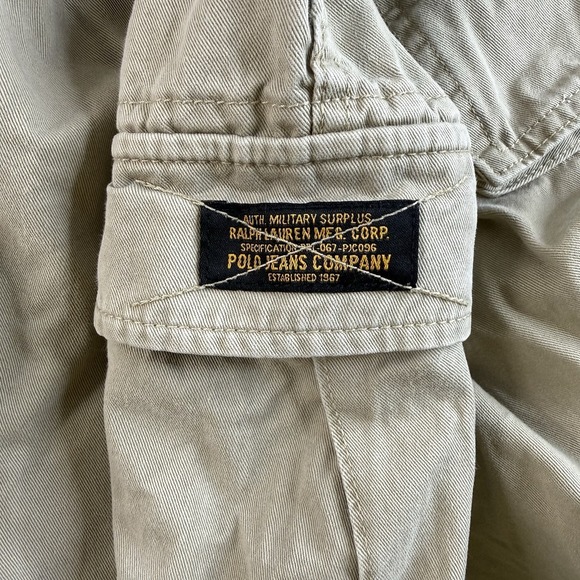 AUTH. MILITARY SURPLUS
RALPH LAUREN MFG. CORP.
SPECIFICATION PRL-067-PJC096
POLO JEANS COMPANY
ESTABLISHED 1967